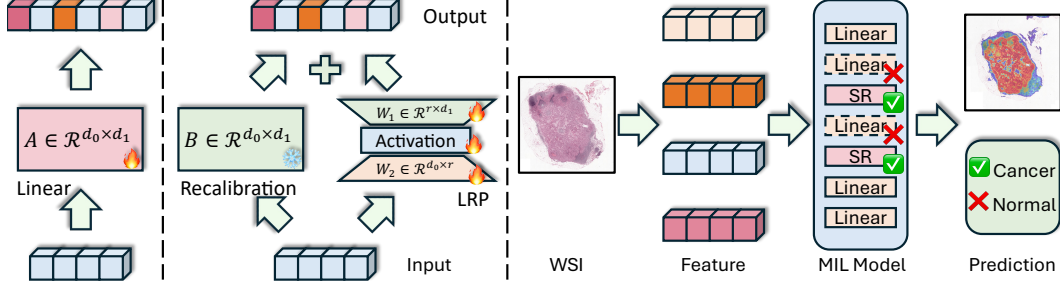 A ∈ ℛ^{d_0×d_1}
Linear
Output
B ∈ ℛ^{d_0×d_1}
Recalibration
W_1 ∈ ℛ^{r×d_1}
Activation
W_2 ∈ ℛ^{d_0×r}
LRP
Input
WSI
Feature
Linear
Linear
SR
Linear
SR
Linear
Linear
MIL Model
Cancer
Normal
Prediction